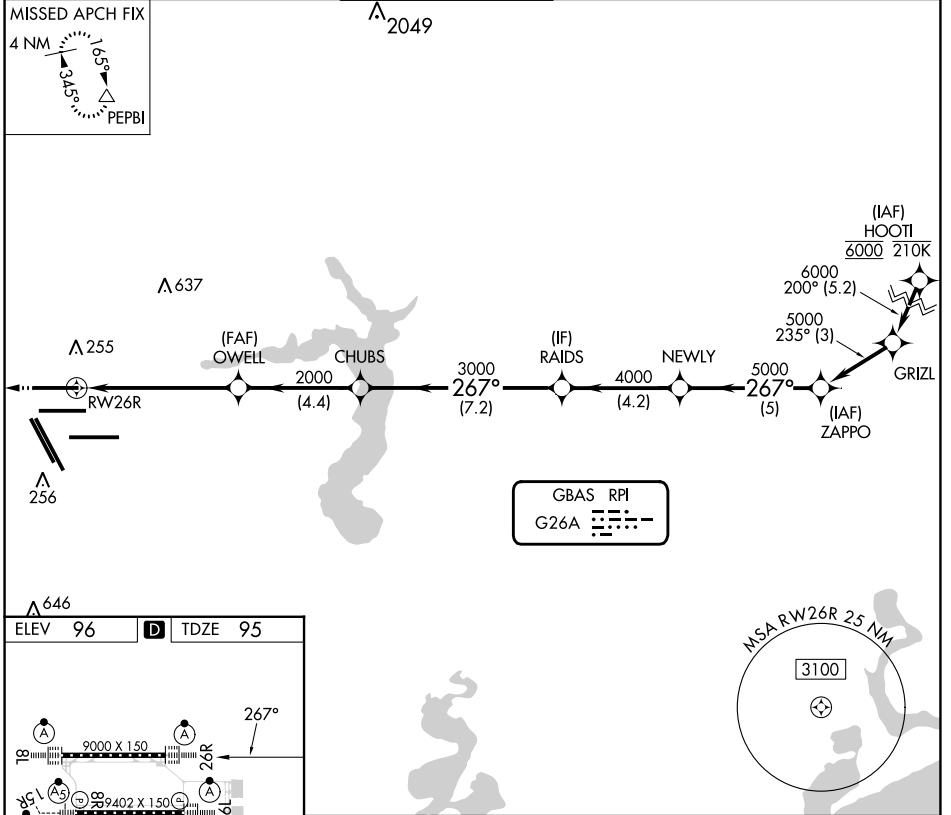 MISSED APCH FIX
4 NM
165°
345°
PEPBI
2049
(IAF)
HOOTI
6000 210K
6000
200° (5.2)
637
5000
235° (3)
(FAF)
OWELL
CHUBS
(IF)
RAIDS
NEWLY
GRIZL
255
RW26R
2000
(4.4)
3000
267°
(7.2)
4000
(4.2)
5000
267°
(5)
(IAF)
ZAPPO
256
GBAS RPI
G26A
646
ELEV 96 D TDZE 95
MSA RW26R 25 NM
3100
267°
A
A
9000 X 150
8L
26R
A5
P
8R
9402 X 150
P
A
15R